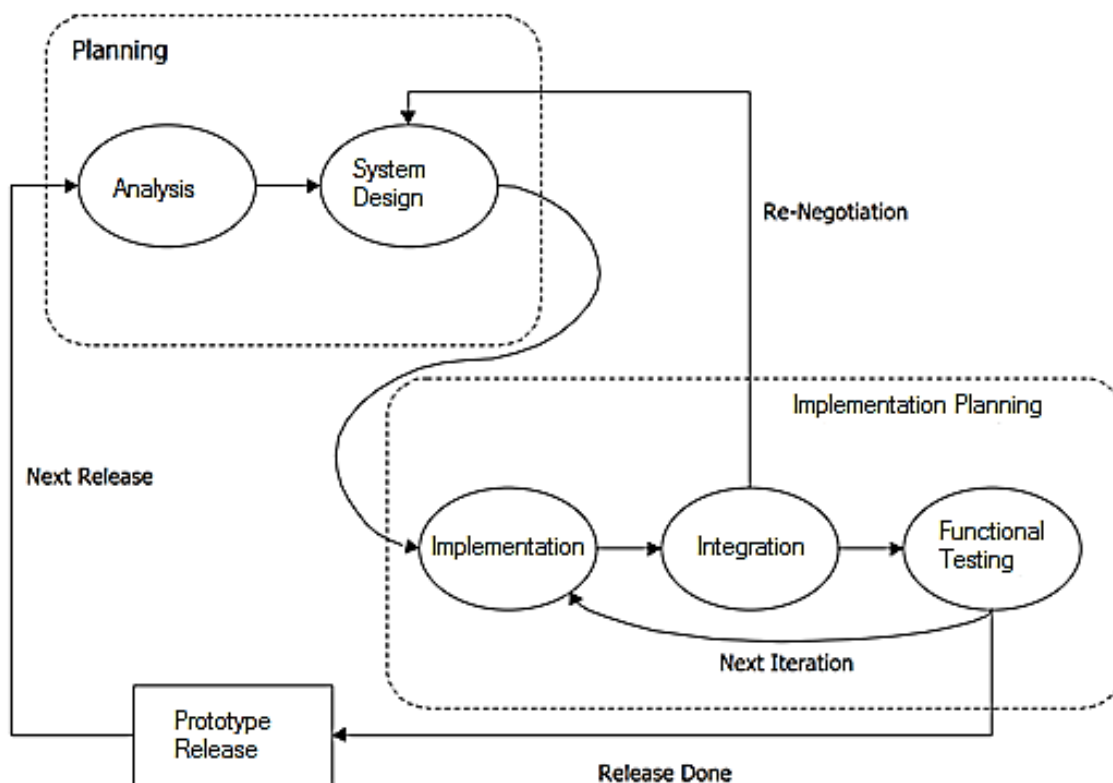 Planning
Analysis
System
Design
Re-Negotiation
Implementation Planning
Next Release
Implementation
Integration
Functional
Testing
Next Iteration
Prototype
Release
Release Done